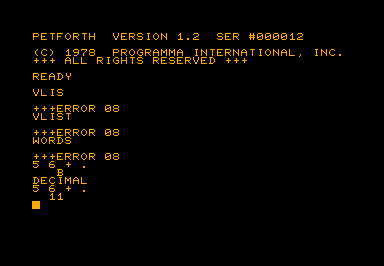 PETFORTH  VERSION 1.2  SER #000012
(C) 1978  PROGRAMMA INTERNATIONAL, INC.
+++ ALL RIGHTS RESERVED +++
READY
VLIS
+++ERROR 08
VLIST
+++ERROR 08
WORDS
+++ERROR 08
5 6 + .
B
DECIMAL
5 6 + .
11